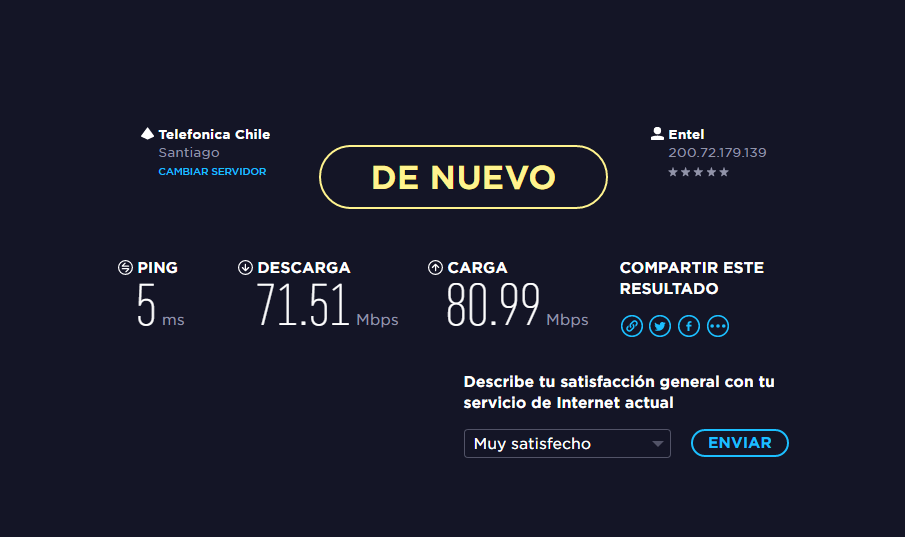 Telefonica Chile
Santiago
CAMBIAR SERVIDOR
DE NUEVO
Entel
200.72.179.139
PING
5 ms
DESCARGA
71.51 Mbps
CARGA
80.99 Mbps
COMPARTIR ESTE
RESULTADO
Describe tu satisfacción general con tu
servicio de Internet actual
Muy satisfecho
ENVIAR